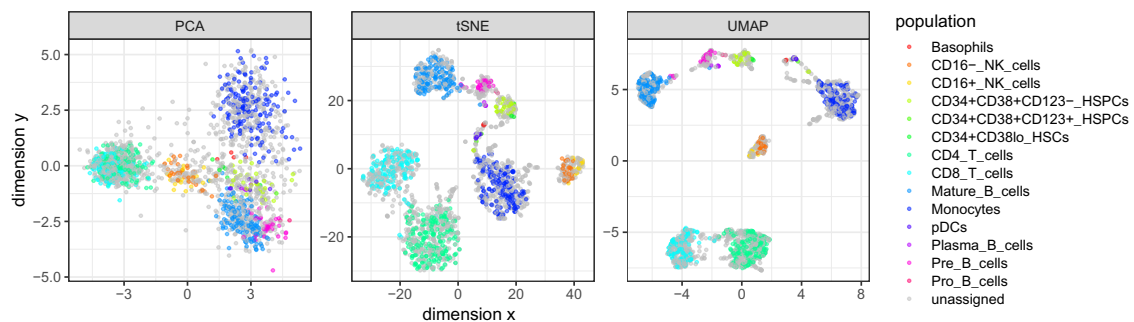 PCA
tSNE
UMAP
population
5.0
2.5
0.0
−2.5
−5.0
dimension y
−3
0
3
20
0
−20
−20
0
20
40
dimension x
5
0
−5
−4
0
4
8
Basophils
CD16−_NK_cells
CD16+_NK_cells
CD34+CD38+CD123−_HSPCs
CD34+CD38+CD123+_HSPCs
CD34+CD38lo_HSCs
CD4_T_cells
CD8_T_cells
Mature_B_cells
Monocytes
pDCs
Plasma_B_cells
Pre_B_cells
Pro_B_cells
unassigned